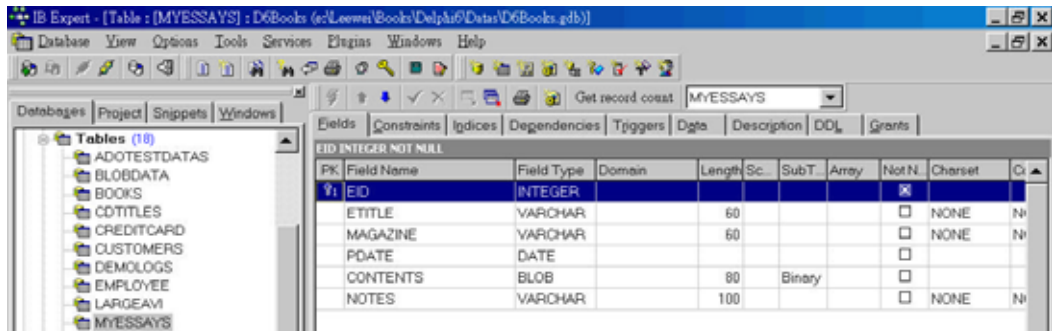 IB Expert - [Table : [MYESSAYS] : D6Books (e:\Leewei\Books\Delphi6\Datas\D6Books.gdb)]
Database View Options Tools Services Plugins Windows Help
Get record count MYESSAYS
Databases Project Snippets Windows
Fields Constraints Indices Dependencies Triggers Data Description DDL Grants
Tables (18)
ADOTESTDATAS
BLOBDATA
BOOKS
CDTITLES
CREDITCARD
CUSTOMERS
DEMOLOGS
EMPLOYEE
LARGEAVI
MYESSAYS
EID INTEGER NOT NULL
PK Field Name Field Type Domain Length Sc... SubT... Array Not N... Charset
1 EID INTEGER
ETITLE VARCHAR 60 NONE
MAGAZINE VARCHAR 60 NONE
PDATE DATE
CONTENTS BLOB 80 Binary
NOTES VARCHAR 100 NONE